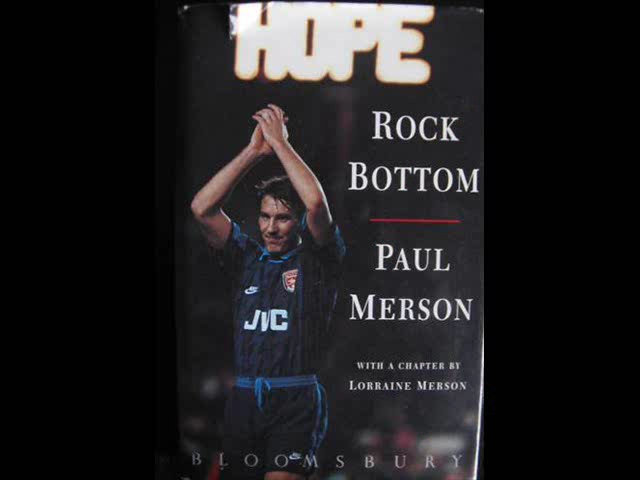 HOPE
ROCK
BOTTOM
PAUL
MERSON
WITH A CHAPTER BY
LORRAINE MERSON
JVC
BLOOMSBURY